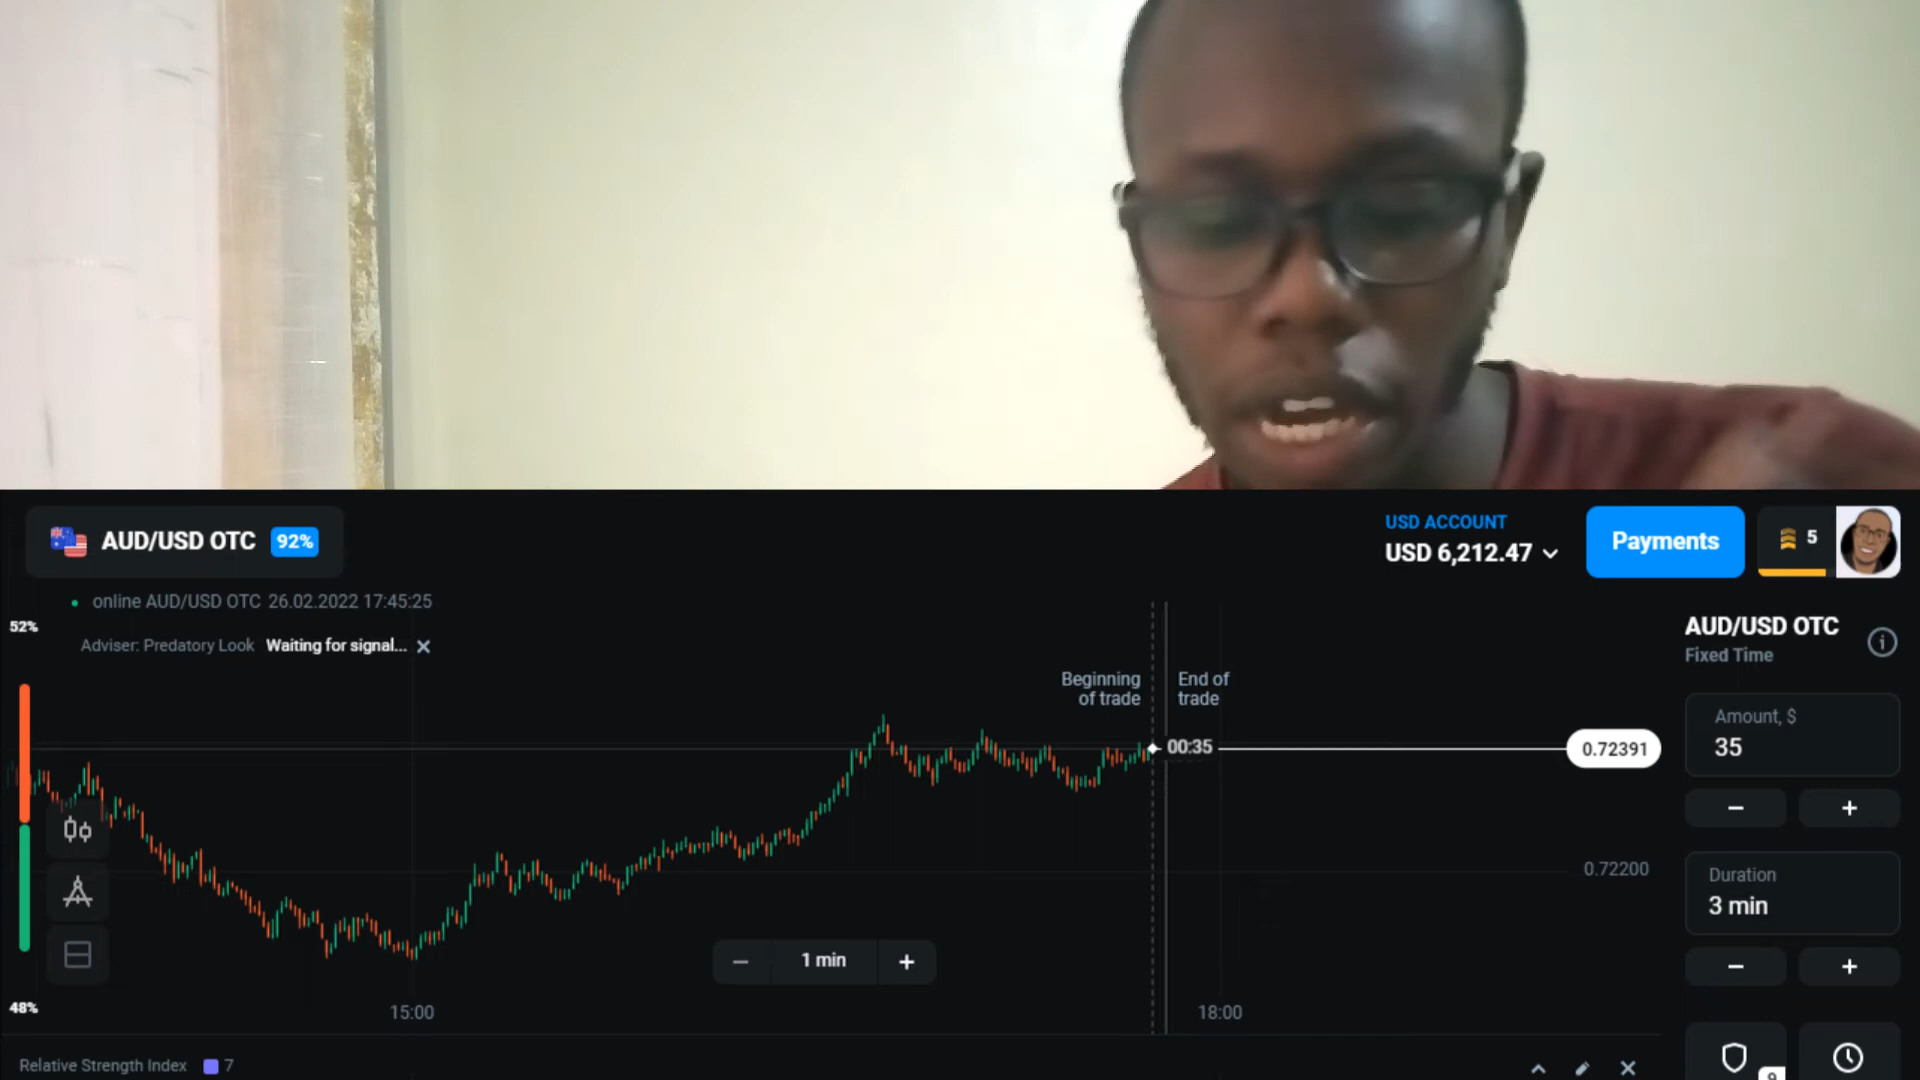 AUD/USD OTC 92%
USD ACCOUNT
USD 6,212.47
Payments
5
online AUD/USD OTC 26.02.2022 17:45:25
52%
Adviser: Predatory Look Waiting for signal...
AUD/USD OTC
Fixed Time
Beginning
of trade
End of
trade
Amount, $
35
00:35
0.72391
0.72200
Duration
3 min
1 min
48%
15:00
18:00
Relative Strength Index 7